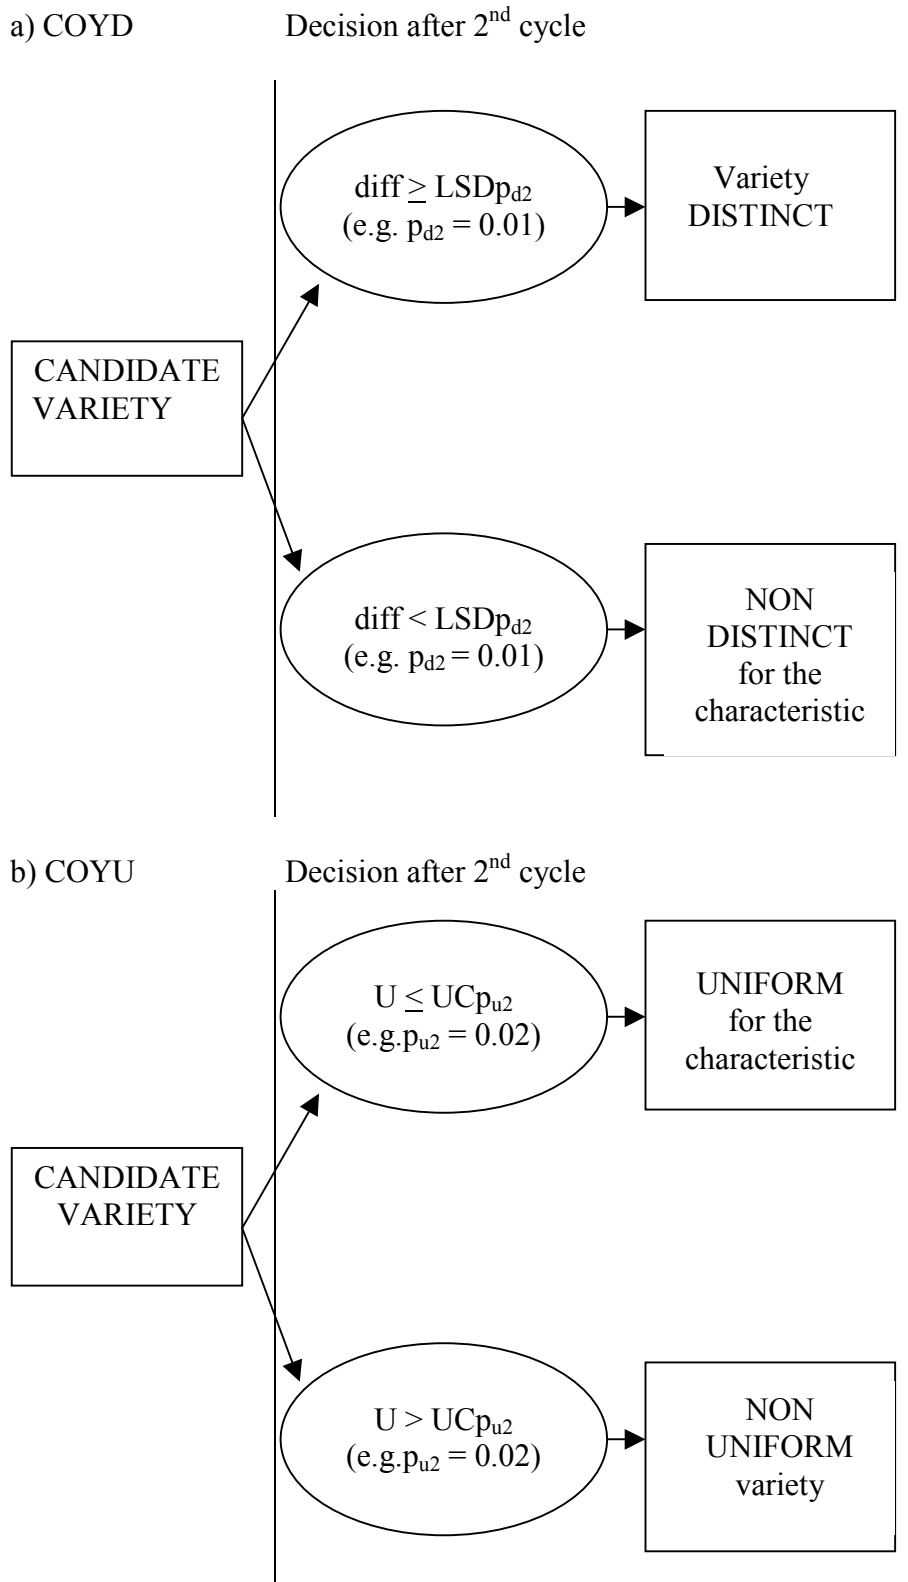 a) COYD Decision after 2nd cycle
diff ≥ LSDpd2
(e.g. pd2 = 0.01)
Variety
DISTINCT
CANDIDATE
VARIETY
diff < LSDpd2
(e.g. pd2 = 0.01)
NON
DISTINCT
for the
characteristic
b) COYU Decision after 2nd cycle
U ≤ UCpu2
(e.g.pu2 = 0.02)
UNIFORM
for the
characteristic
CANDIDATE
VARIETY
U > UCpu2
(e.g.pu2 = 0.02)
NON
UNIFORM
variety